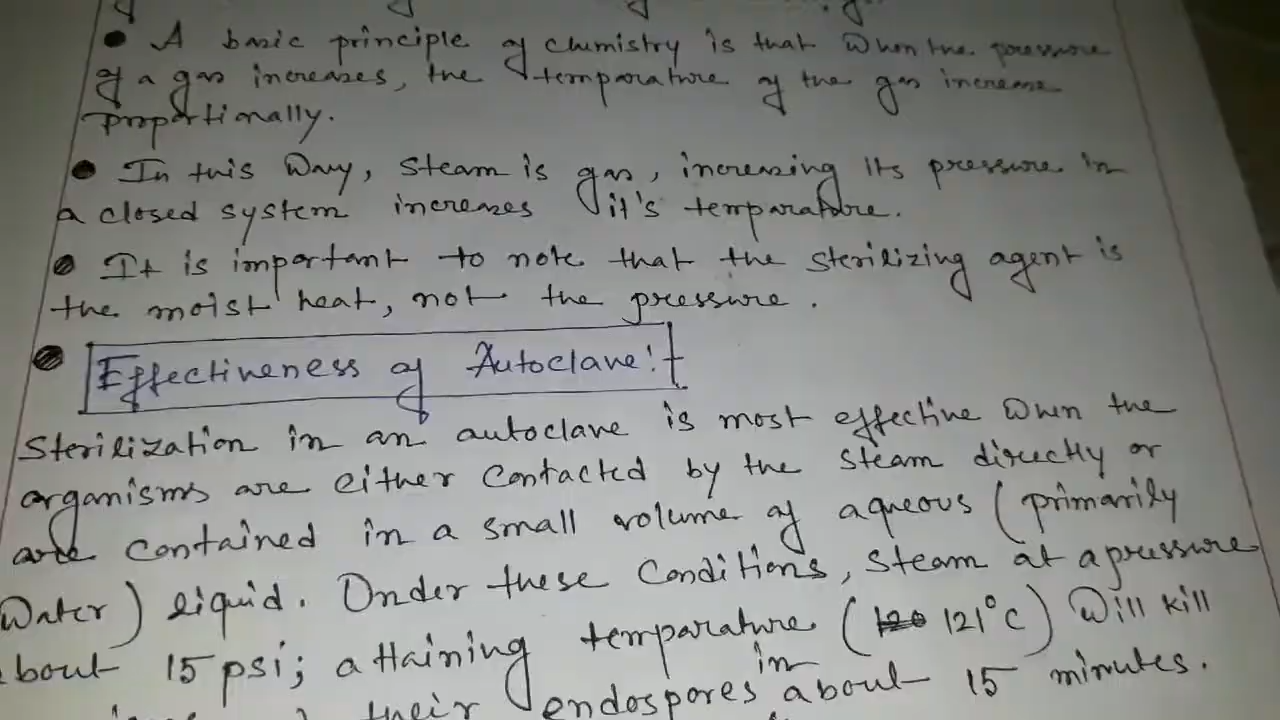 • A basic principle of chemistry is that When the pressure
of a gas increases, the temparature of the gas increase
proportionally.
• In this Way, steam is gas, increasing its pressure in
a closed system increases it's temparature.
• It is important to note that the sterilizing agent is
the moist heat, not the pressure.
• Effectiveness of Autoclave:
Sterilization in an autoclave is most effective When the
organisms are either Contacted by the steam directly or
are contained in a small volume of aqueous (primarily
Water) liquid. Under these Conditions, steam at a pressure
about 15 psi; attaining temparature (121°C) Will kill
their endospores in about 15 minutes.